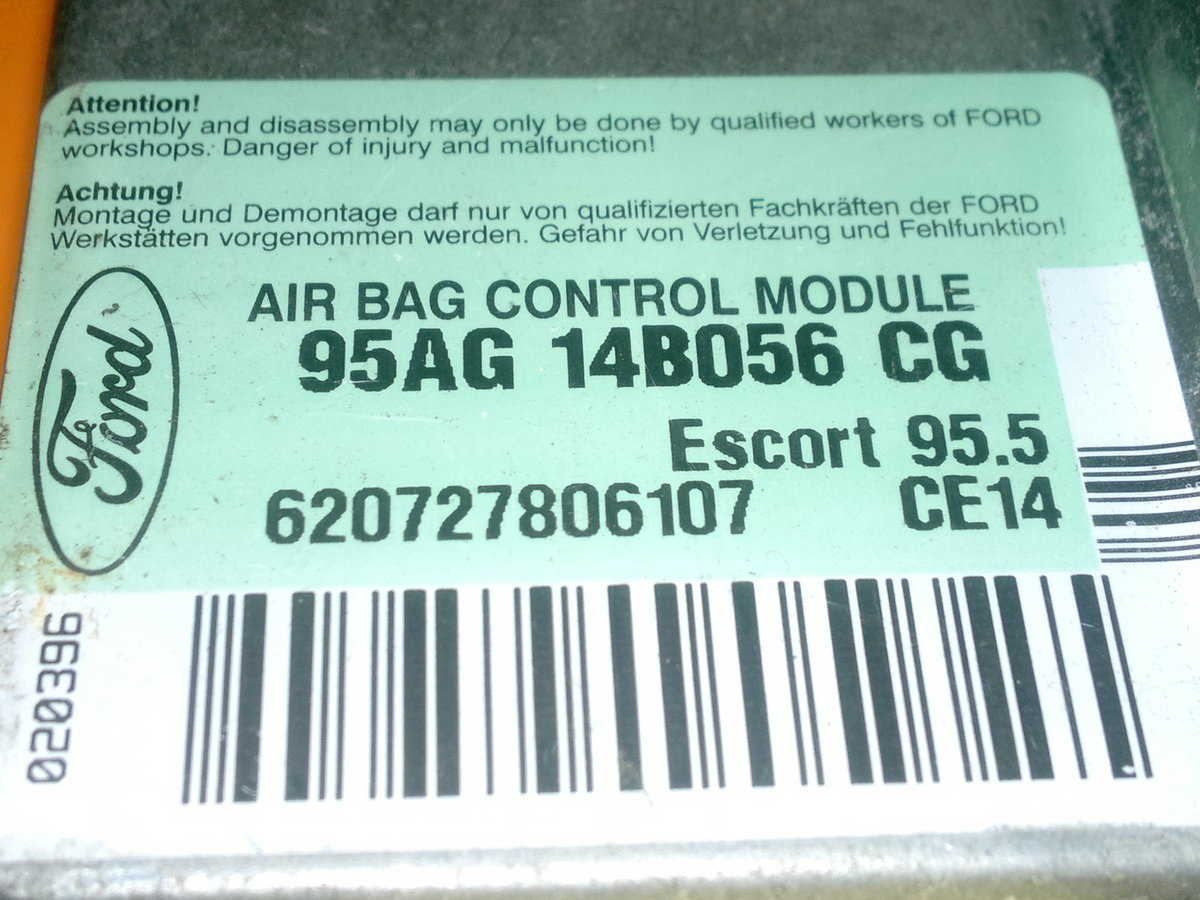 Attention!
Assembly and disassembly may only be done by qualified workers of FORD
workshops. Danger of injury and malfunction!
Achtung!
Montage und Demontage darf nur von qualifizierten Fachkräften der FORD
Werkstätten vorgenommen werden. Gefahr von Verletzung und Fehlfunktion!
AIR BAG CONTROL MODULE
95AG 14B056 CG
Ford
Escort 95.5
620727806107 CE14
020396